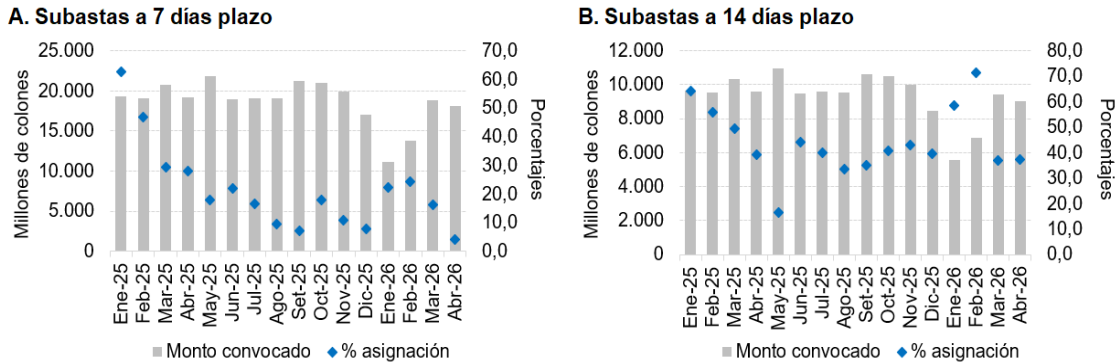 A. Subastas a 7 días plazo
25.000
20.000
15.000
10.000
5.000
0
Millones de colones
70,0
60,0
50,0
40,0
30,0
20,0
10,0
0,0
Porcentajes
Ene-25
Feb-25
Mar-25
Abr-25
May-25
Jun-25
Jul-25
Ago-25
Set-25
Oct-25
Nov-25
Dic-25
Ene-26
Feb-26
Mar-26
Abr-26
Monto convocado
% asignación
B. Subastas a 14 días plazo
12.000
10.000
8.000
6.000
4.000
2.000
0
Millones de colones
80,0
70,0
60,0
50,0
40,0
30,0
20,0
10,0
0,0
Porcentajes
Ene-25
Feb-25
Mar-25
Abr-25
May-25
Jun-25
Jul-25
Ago-25
Set-25
Oct-25
Nov-25
Dic-25
Ene-26
Feb-26
Mar-26
Abr-26
Monto convocado
% asignación